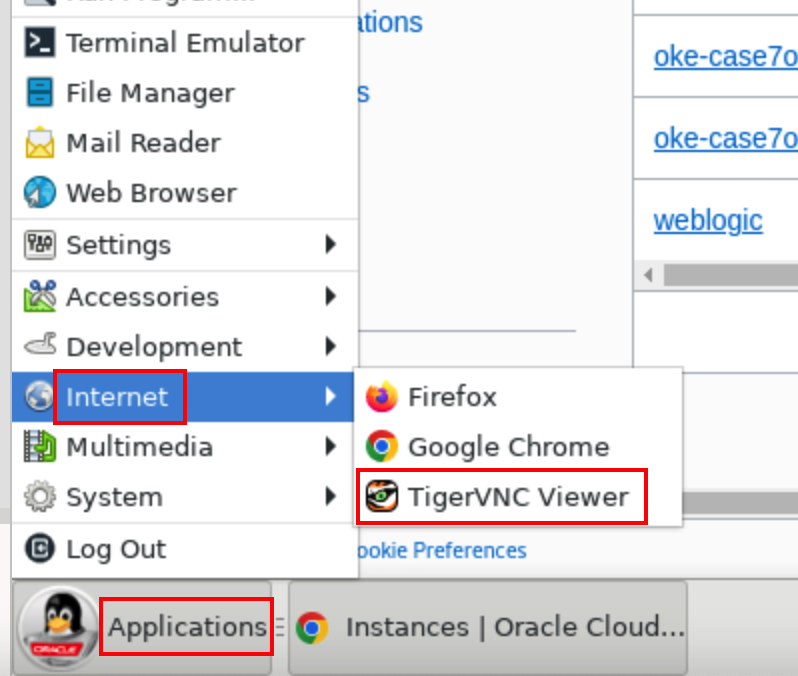 ations
Terminal Emulator
File Manager
Mail Reader
Web Browser
Settings
Accessories
Development
Internet
Multimedia
System
Log Out
s
oke-case7o
oke-case7o
weblogic
Firefox
Google Chrome
TigerVNC Viewer
ookie Preferences
ORACLE
Applications
Instances | Oracle Cloud...